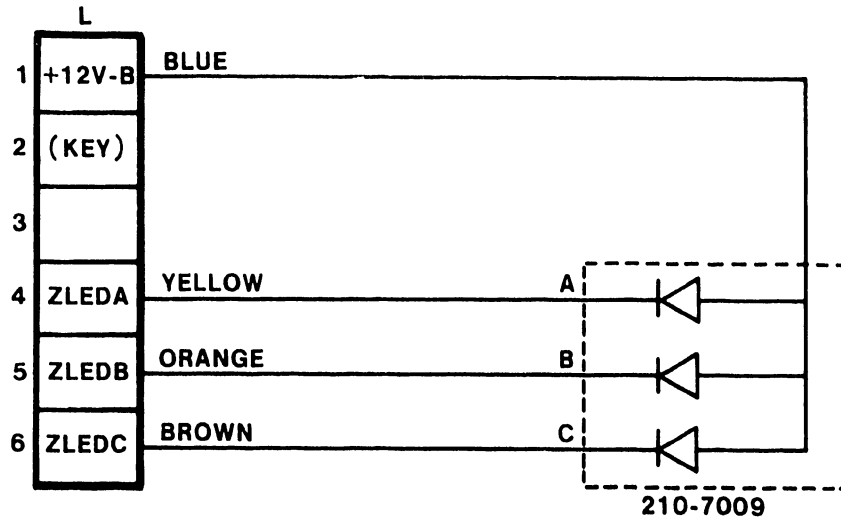 L
1 +12V-B BLUE
2 (KEY)
3
4 ZLEDA YELLOW A
5 ZLEDB ORANGE B
6 ZLEDC BROWN C
210-7009